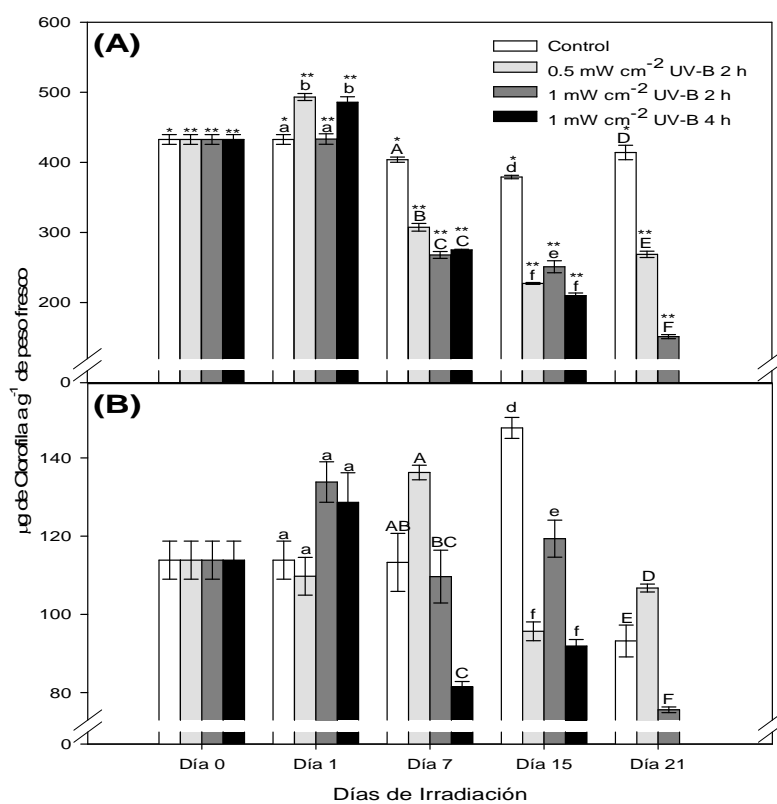 600
(A)
Control
0.5 mW cm-2 UV-B 2 h
1 mW cm-2 UV-B 2 h
1 mW cm-2 UV-B 4 h
500
** **
b b
* ** ** ** * **
a a
400
* * *
A d D
300
** ** **
B C C
** ** **
f e f
** **
E F
200
0
µg de Clorofila a g-1 de peso fresco
(B)
140
120
100
80
0
a a a a
AB A BC C
d f e f
E D F
Día 0 Día 1 Día 7 Día 15 Día 21
Días de Irradiación